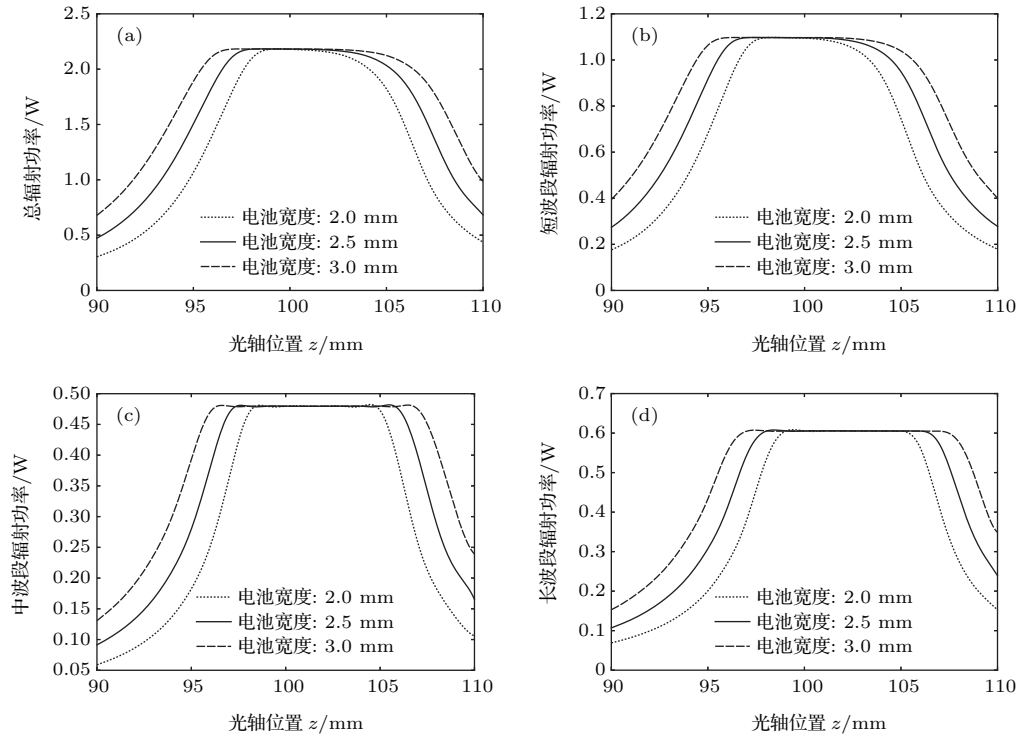 2.5
(a)
2.0
1.5
1.0
0.5
0
总辐射功率/W
电池宽度: 2.0 mm
电池宽度: 2.5 mm
电池宽度: 3.0 mm
90 95 100 105 110
光轴位置 z/mm
1.2
(b)
1.0
0.8
0.6
0.4
0.2
0
短波段辐射功率/W
电池宽度: 2.0 mm
电池宽度: 2.5 mm
电池宽度: 3.0 mm
90 95 100 105 110
光轴位置 z/mm
0.50
(c)
0.45
0.40
0.35
0.30
0.25
0.20
0.15
0.10
0.05
中波段辐射功率/W
电池宽度: 2.0 mm
电池宽度: 2.5 mm
电池宽度: 3.0 mm
90 95 100 105 110
光轴位置 z/mm
0.7
(d)
0.6
0.5
0.4
0.3
0.2
0.1
0
长波段辐射功率/W
电池宽度: 2.0 mm
电池宽度: 2.5 mm
电池宽度: 3.0 mm
90 95 100 105 110
光轴位置 z/mm